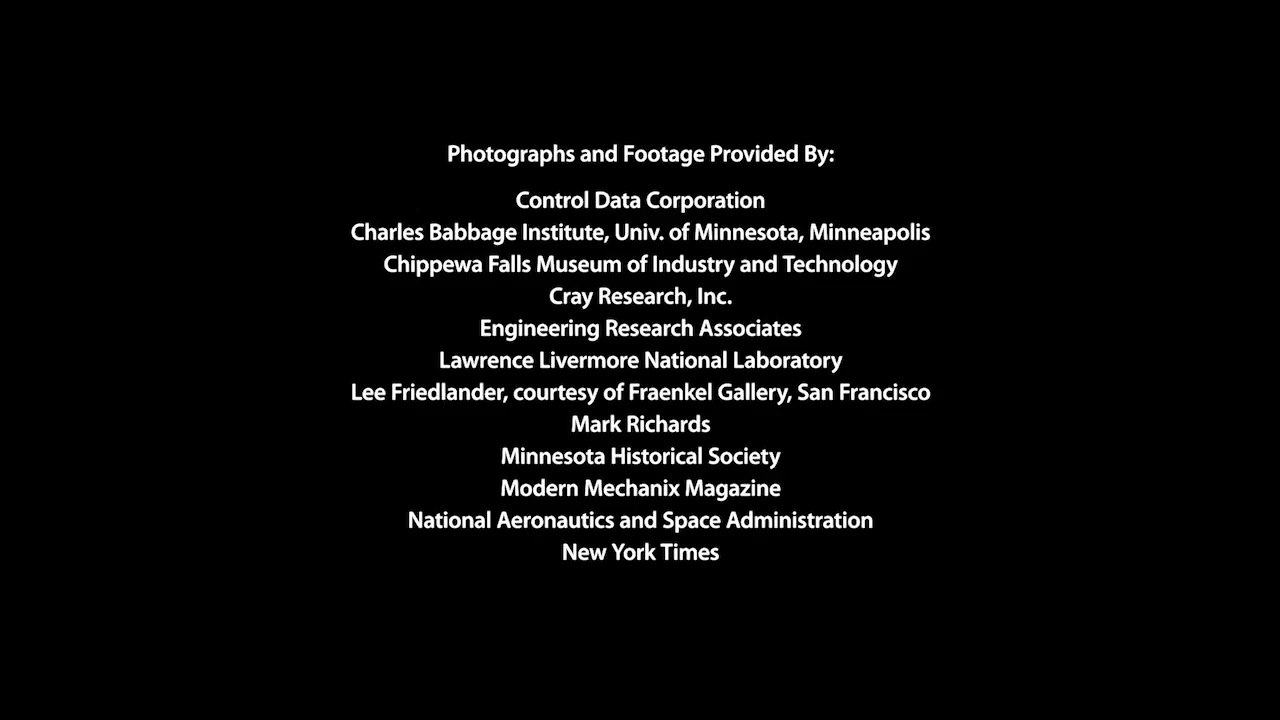 Photographs and Footage Provided By:
Control Data Corporation
Charles Babbage Institute, Univ. of Minnesota, Minneapolis
Chippewa Falls Museum of Industry and Technology
Cray Research, Inc.
Engineering Research Associates
Lawrence Livermore National Laboratory
Lee Friedlander, courtesy of Fraenkel Gallery, San Francisco
Mark Richards
Minnesota Historical Society
Modern Mechanix Magazine
National Aeronautics and Space Administration
New York Times